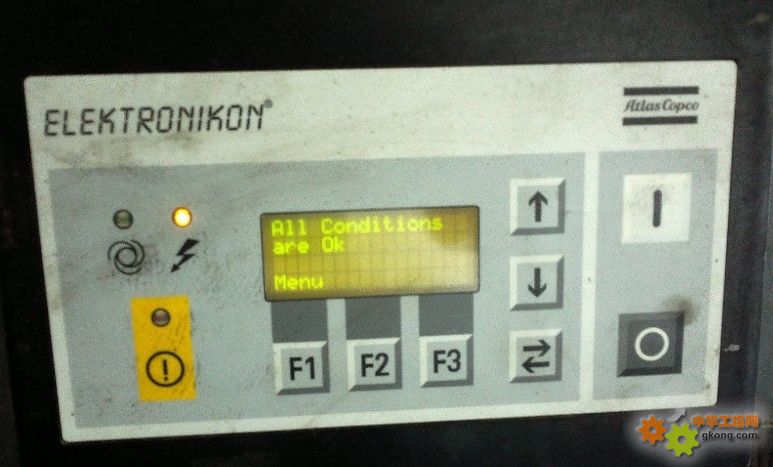 ELEKTRONIKON®
Atlas Copco
All Conditions
are Ok
Menu
F1 F2 F3
中华工控网
gkong.com